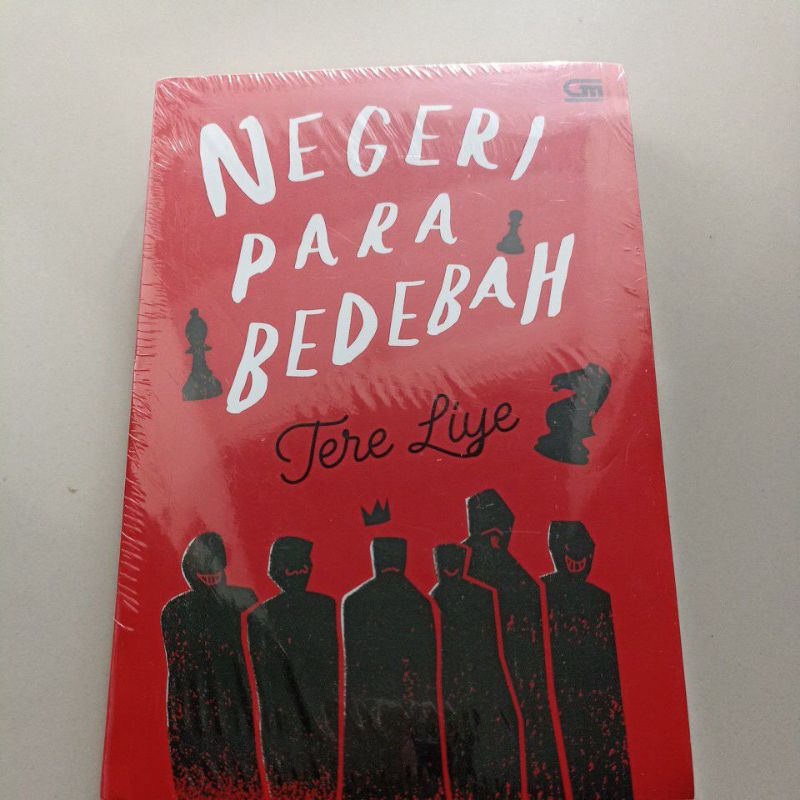 NEGERI
PARA
BEDEBAH
Tere Liye